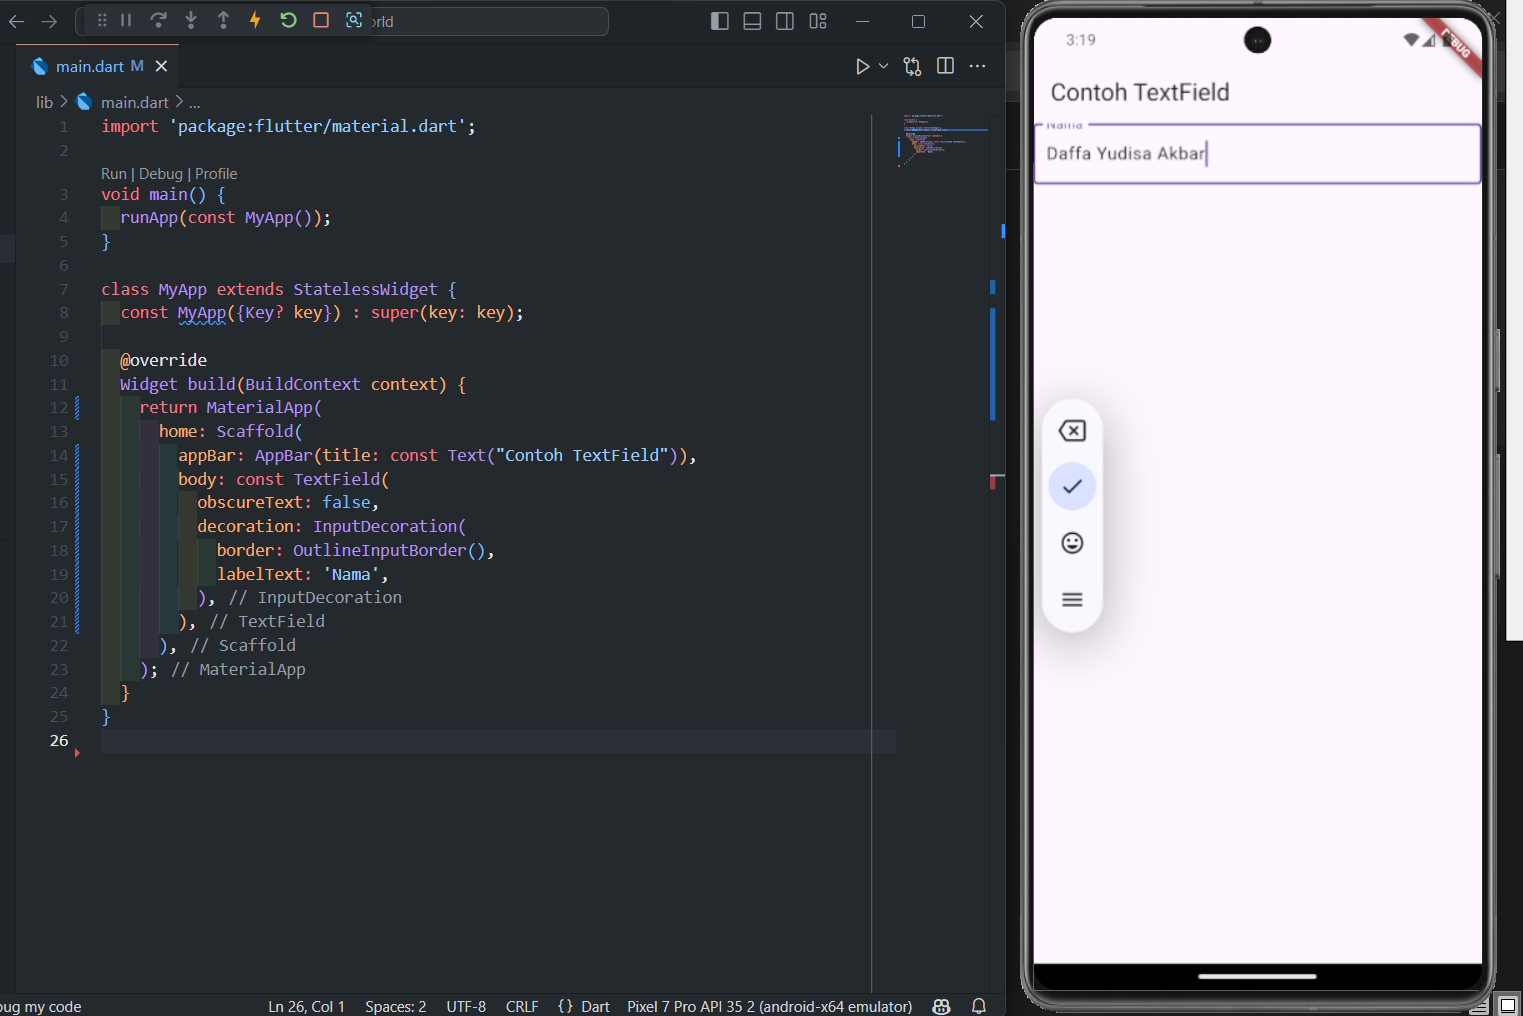 orld
main.dart M
lib > main.dart > ...
1 import 'package:flutter/material.dart';
2
Run | Debug | Profile
3 void main() {
4 runApp(const MyApp());
5 }
6
7 class MyApp extends StatelessWidget {
8 const MyApp({Key? key}) : super(key: key);
9
10 @override
11 Widget build(BuildContext context) {
12 return MaterialApp(
13 home: Scaffold(
14 appBar: AppBar(title: const Text("Contoh TextField")),
15 body: const TextField(
16 obscureText: false,
17 decoration: InputDecoration(
18 border: OutlineInputBorder(),
19 labelText: 'Nama',
20 ), // InputDecoration
21 ), // TextField
22 ), // Scaffold
23 ); // MaterialApp
24 }
25 }
26
bug my code Ln 26, Col 1 Spaces: 2 UTF-8 CRLF {} Dart Pixel 7 Pro API 35 2 (android-x64 emulator)
3:19
DEBUG
Contoh TextField
Nama
Daffa Yudisa Akbar